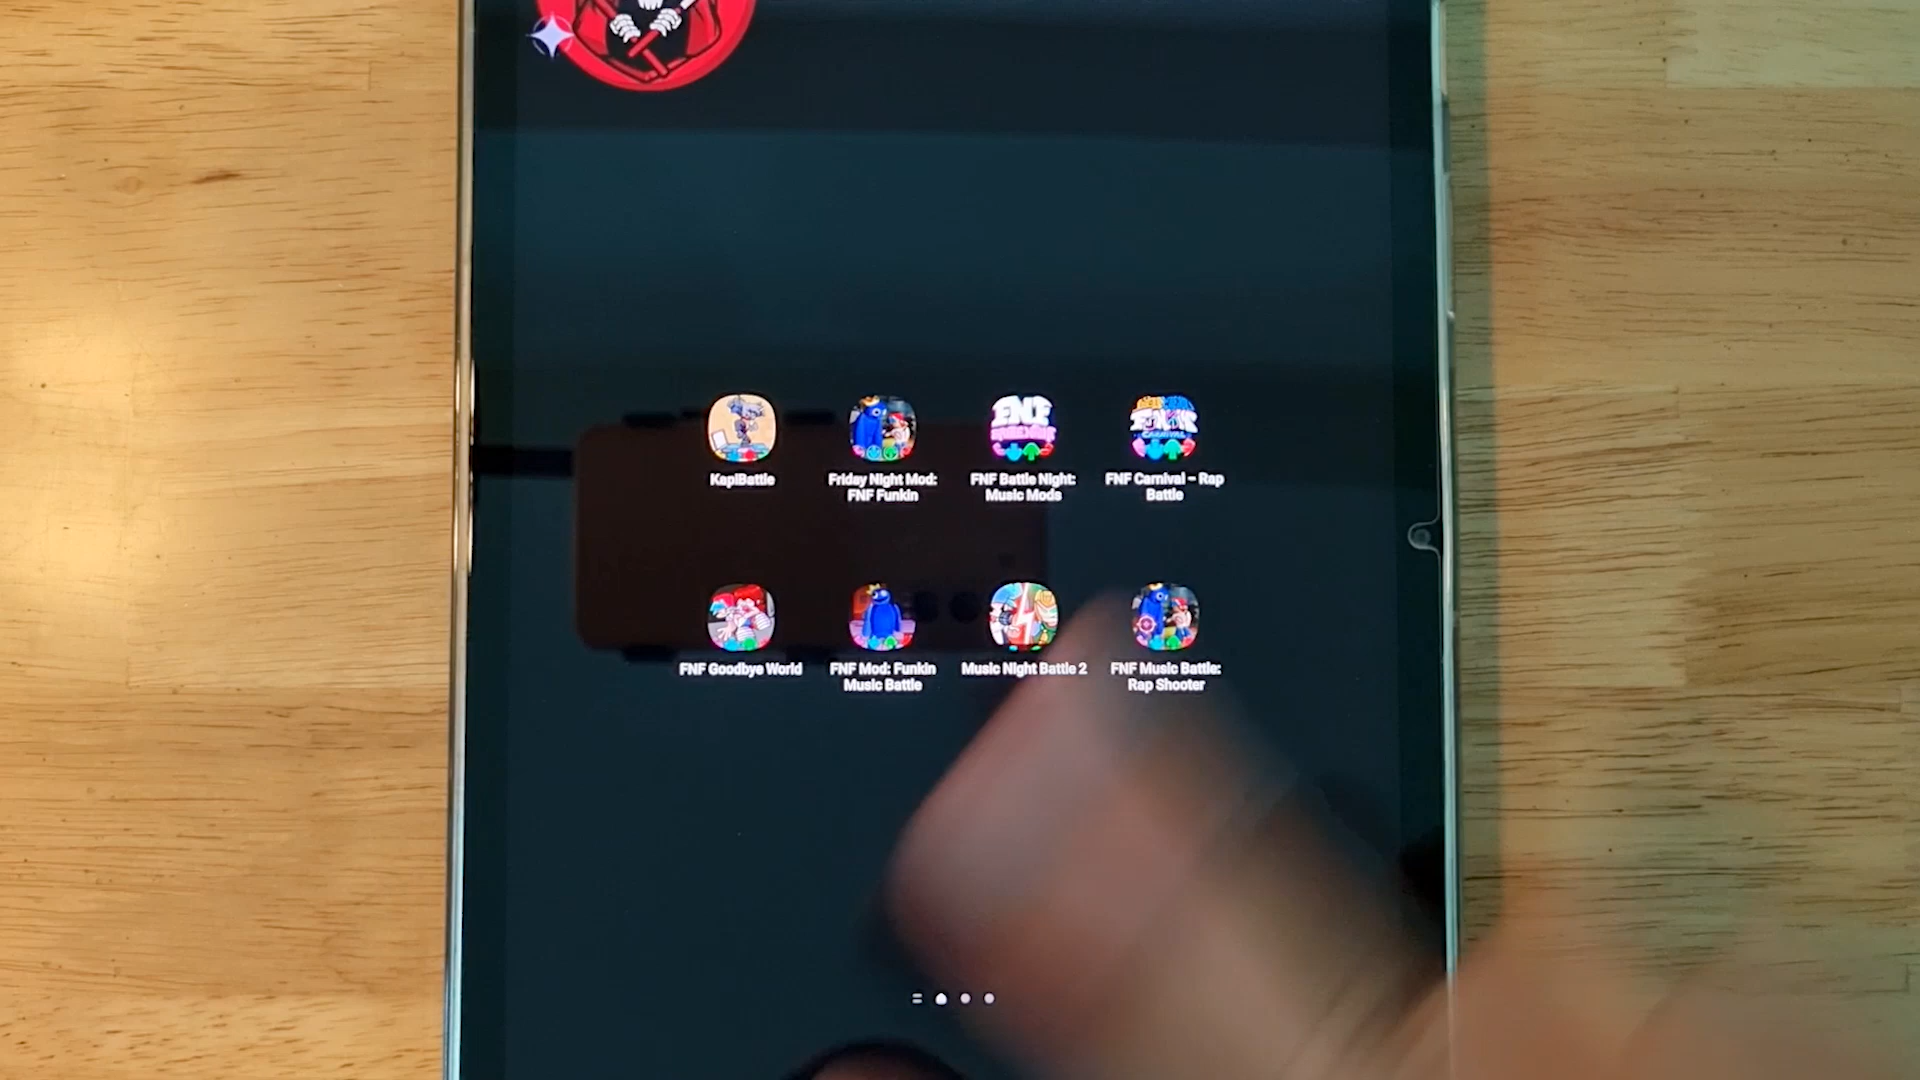 KapiBattle
Friday Night Mod:
FNF Funkin
FNF Battle Night:
Music Mods
FNF Carnival - Rap
Battle
FNF
FNF Goodbye World
FNF Mod: Funkin
Music Battle
Music Night Battle 2
FNF Music Battle:
Rap Shooter